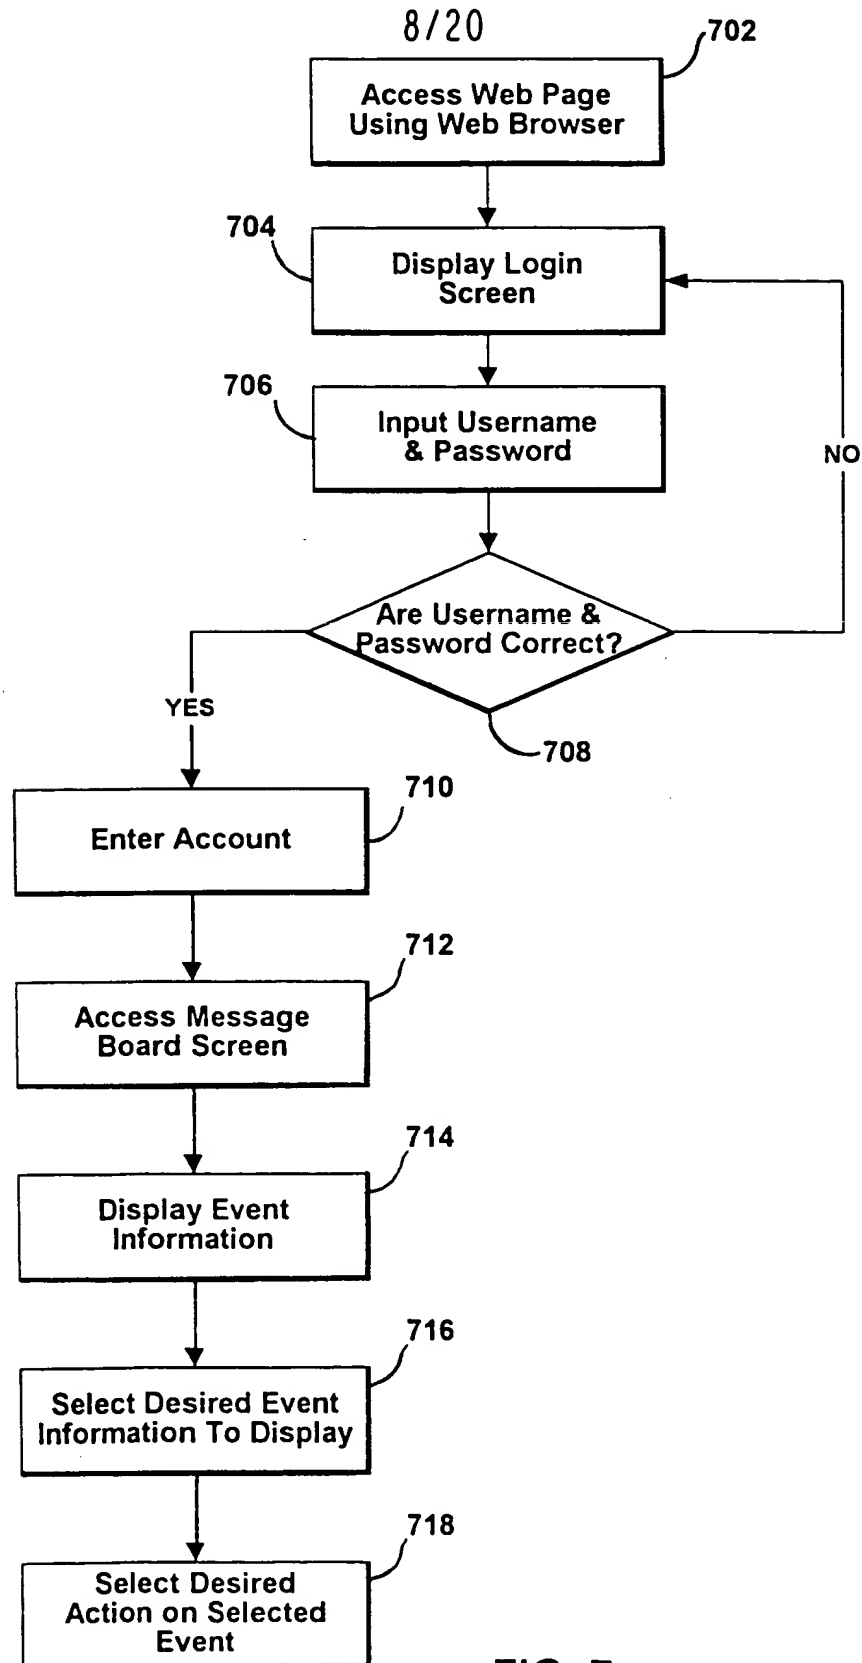 8/20
702
Access Web Page
Using Web Browser
704
Display Login
Screen
706
Input Username
& Password
NO
Are Username &
Password Correct?
YES
708
710
Enter Account
712
Access Message
Board Screen
714
Display Event
Information
716
Select Desired Event
Information To Display
718
Select Desired
Action on Selected
Event